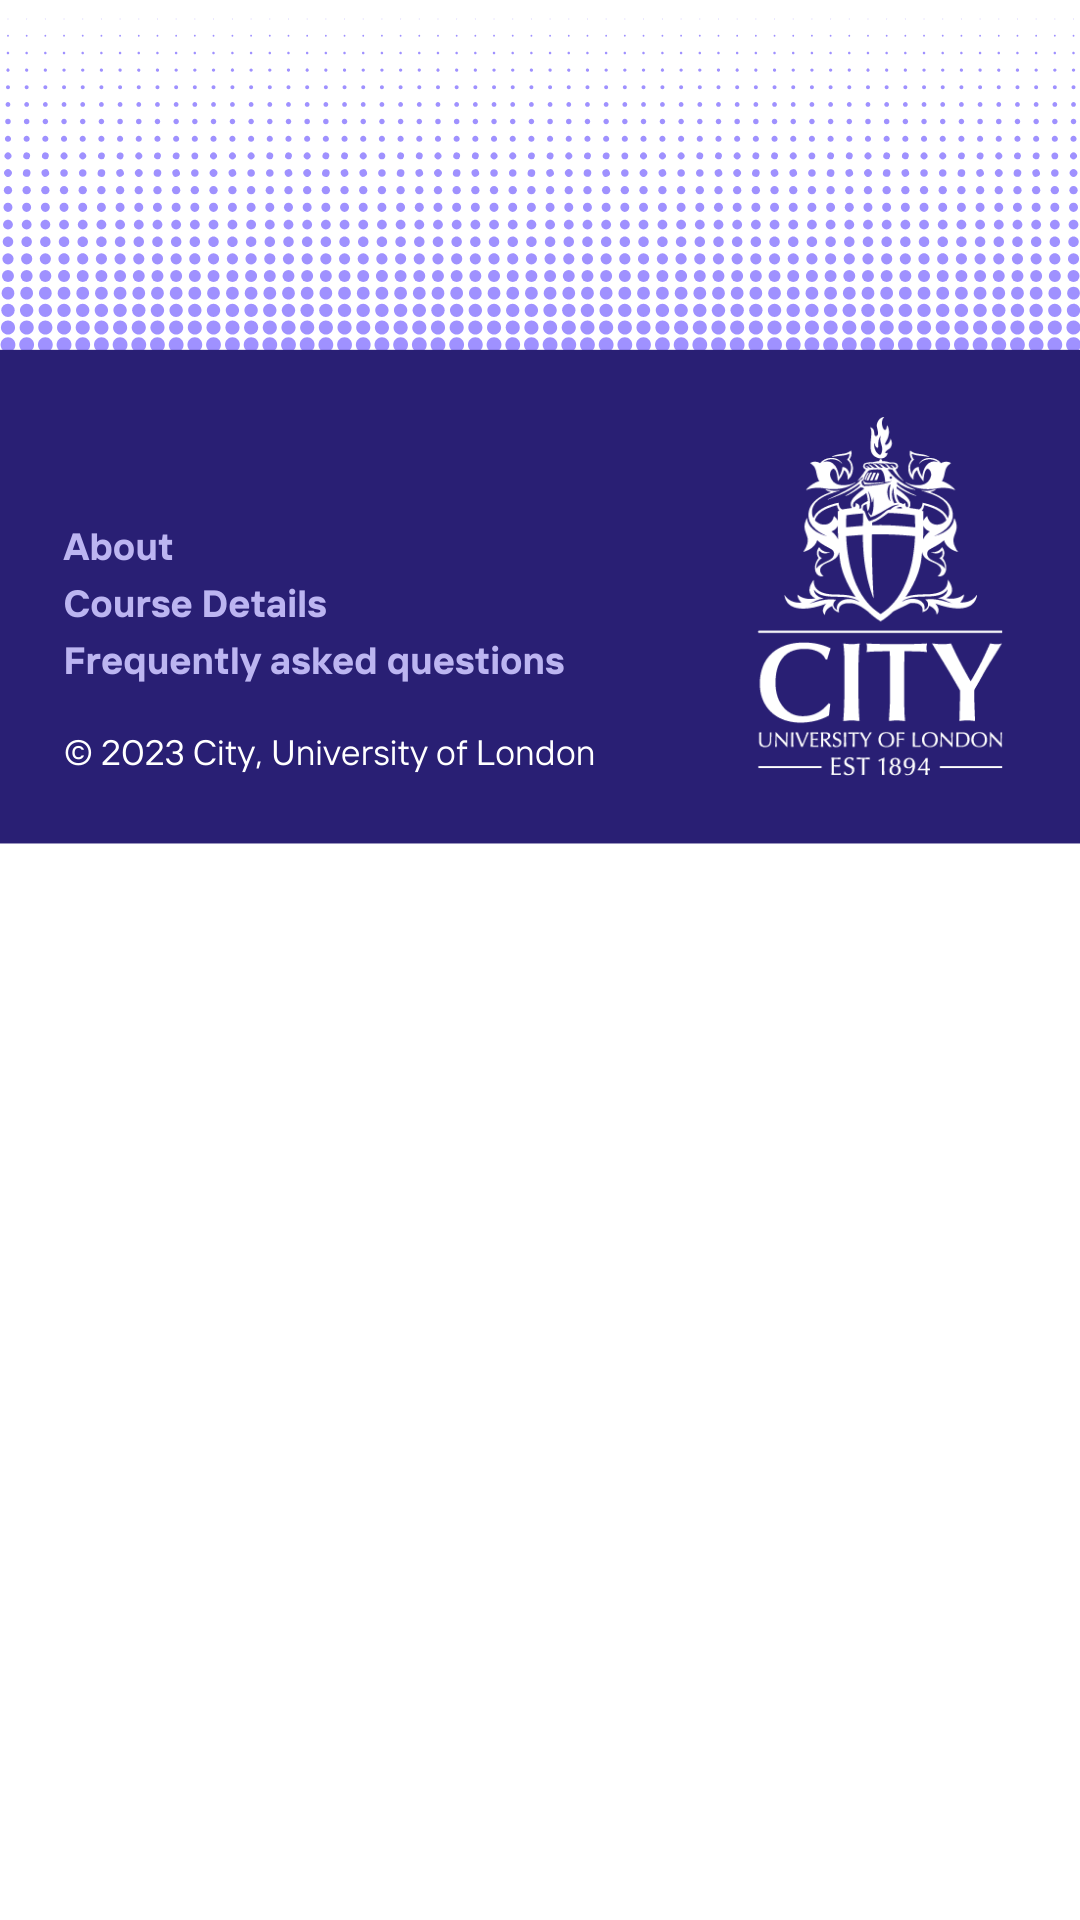 About
Course Details
Frequently asked questions
© 2023 City, University of London
CITY
UNIVERSITY OF LONDON
EST 1894